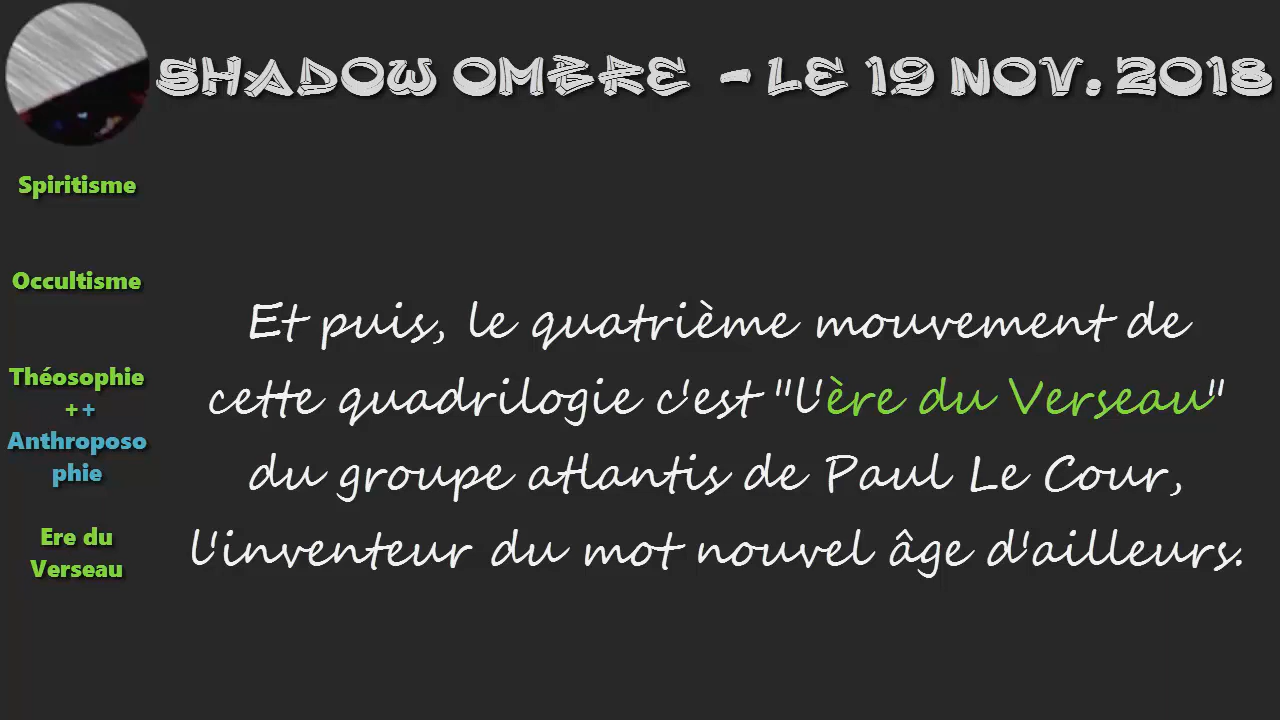 SHADOW OMBRE - LE 19 NOV. 2018
Spiritisme
Occultisme
Théosophie
++
Anthroposo
phie
Ere du
Verseau
Et puis, le quatrième mouvement de
cette quadrilogie c'est "l'ère du Verseau"
du groupe atlantis de Paul Le Cour,
l'inventeur du mot nouvel âge d'ailleurs.